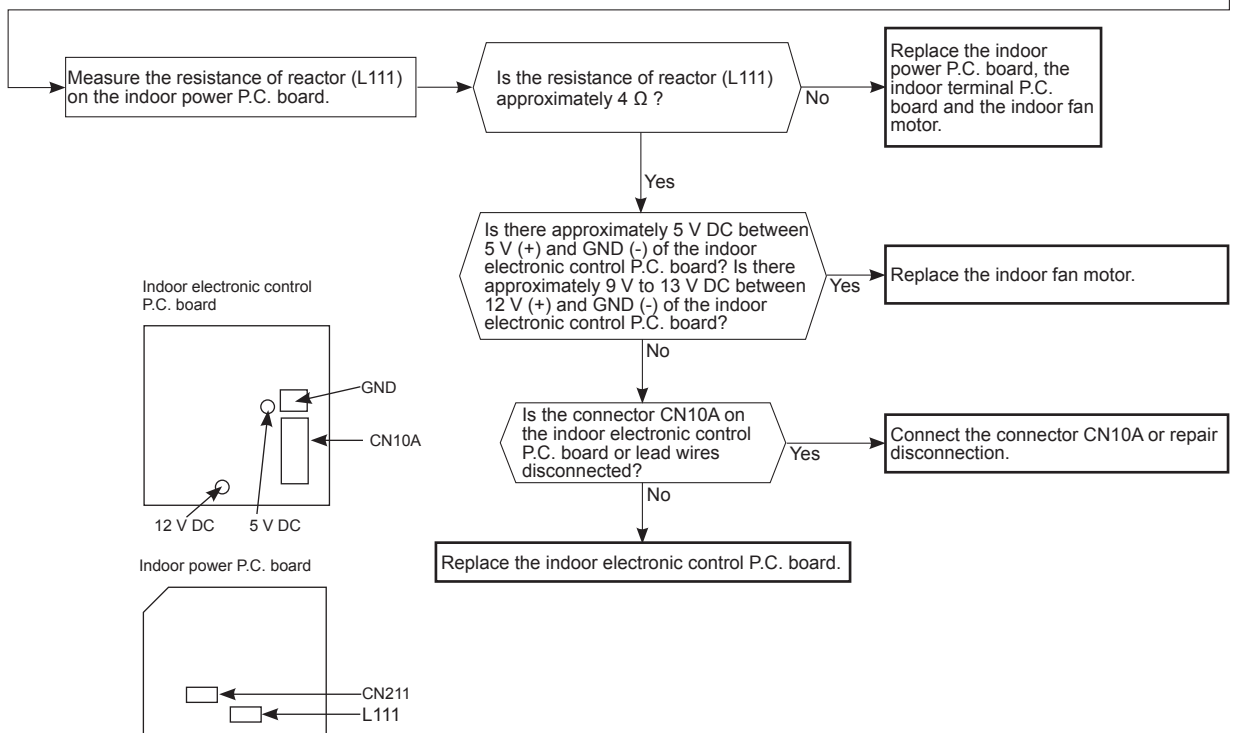 Measure the resistance of reactor (L111)
on the indoor power P.C. board.
Is the resistance of reactor (L111)
approximately 4 Ω ?
No
Replace the indoor
power P.C. board, the
indoor terminal P.C.
board and the indoor fan
motor.
Yes
Is there approximately 5 V DC between
5 V (+) and GND (-) of the indoor
electronic control P.C. board? Is there
approximately 9 V to 13 V DC between
12 V (+) and GND (-) of the indoor
electronic control P.C. board?
Yes
Replace the indoor fan motor.
No
Is the connector CN10A on
the indoor electronic control
P.C. board or lead wires
disconnected?
Yes
Connect the connector CN10A or repair
disconnection.
No
Replace the indoor electronic control P.C. board.
Indoor electronic control
P.C. board
GND
CN10A
12 V DC
5 V DC
Indoor power P.C. board
CN211
L111